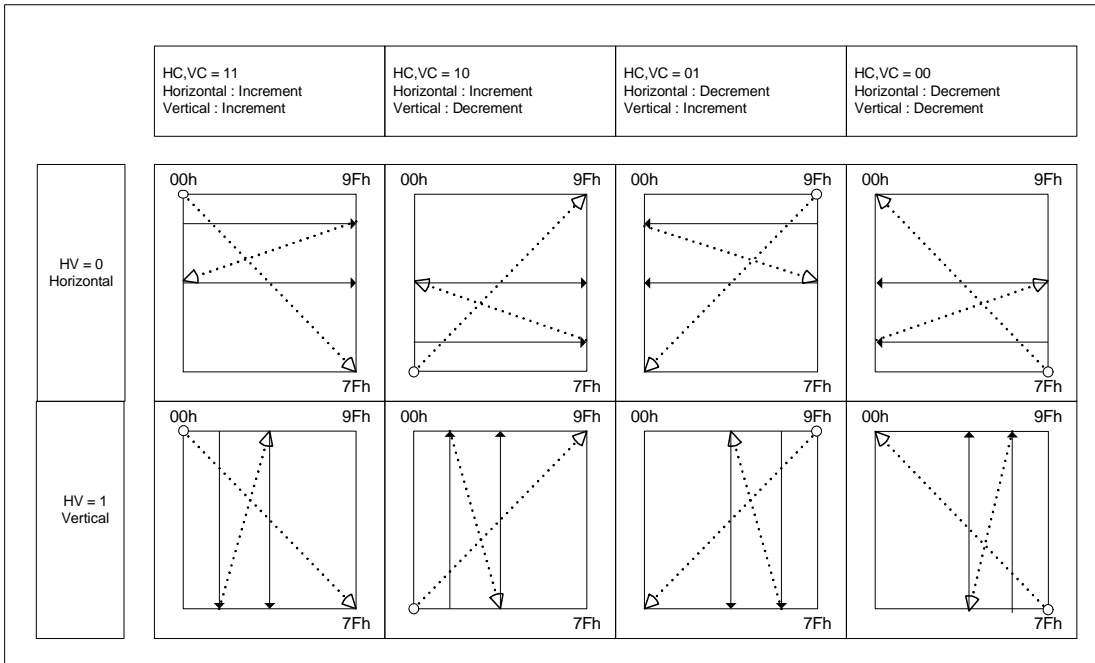 HC,VC = 11
Horizontal : Increment
Vertical : Increment
HC,VC = 10
Horizontal : Increment
Vertical : Decrement
HC,VC = 01
Horizontal : Decrement
Vertical : Increment
HC,VC = 00
Horizontal : Decrement
Vertical : Decrement
HV = 0
Horizontal
00h 9Fh
7Fh
00h 9Fh
7Fh
00h 9Fh
7Fh
00h 9Fh
7Fh
HV = 1
Vertical
00h 9Fh
7Fh
00h 9Fh
7Fh
00h 9Fh
7Fh
00h 9Fh
7Fh